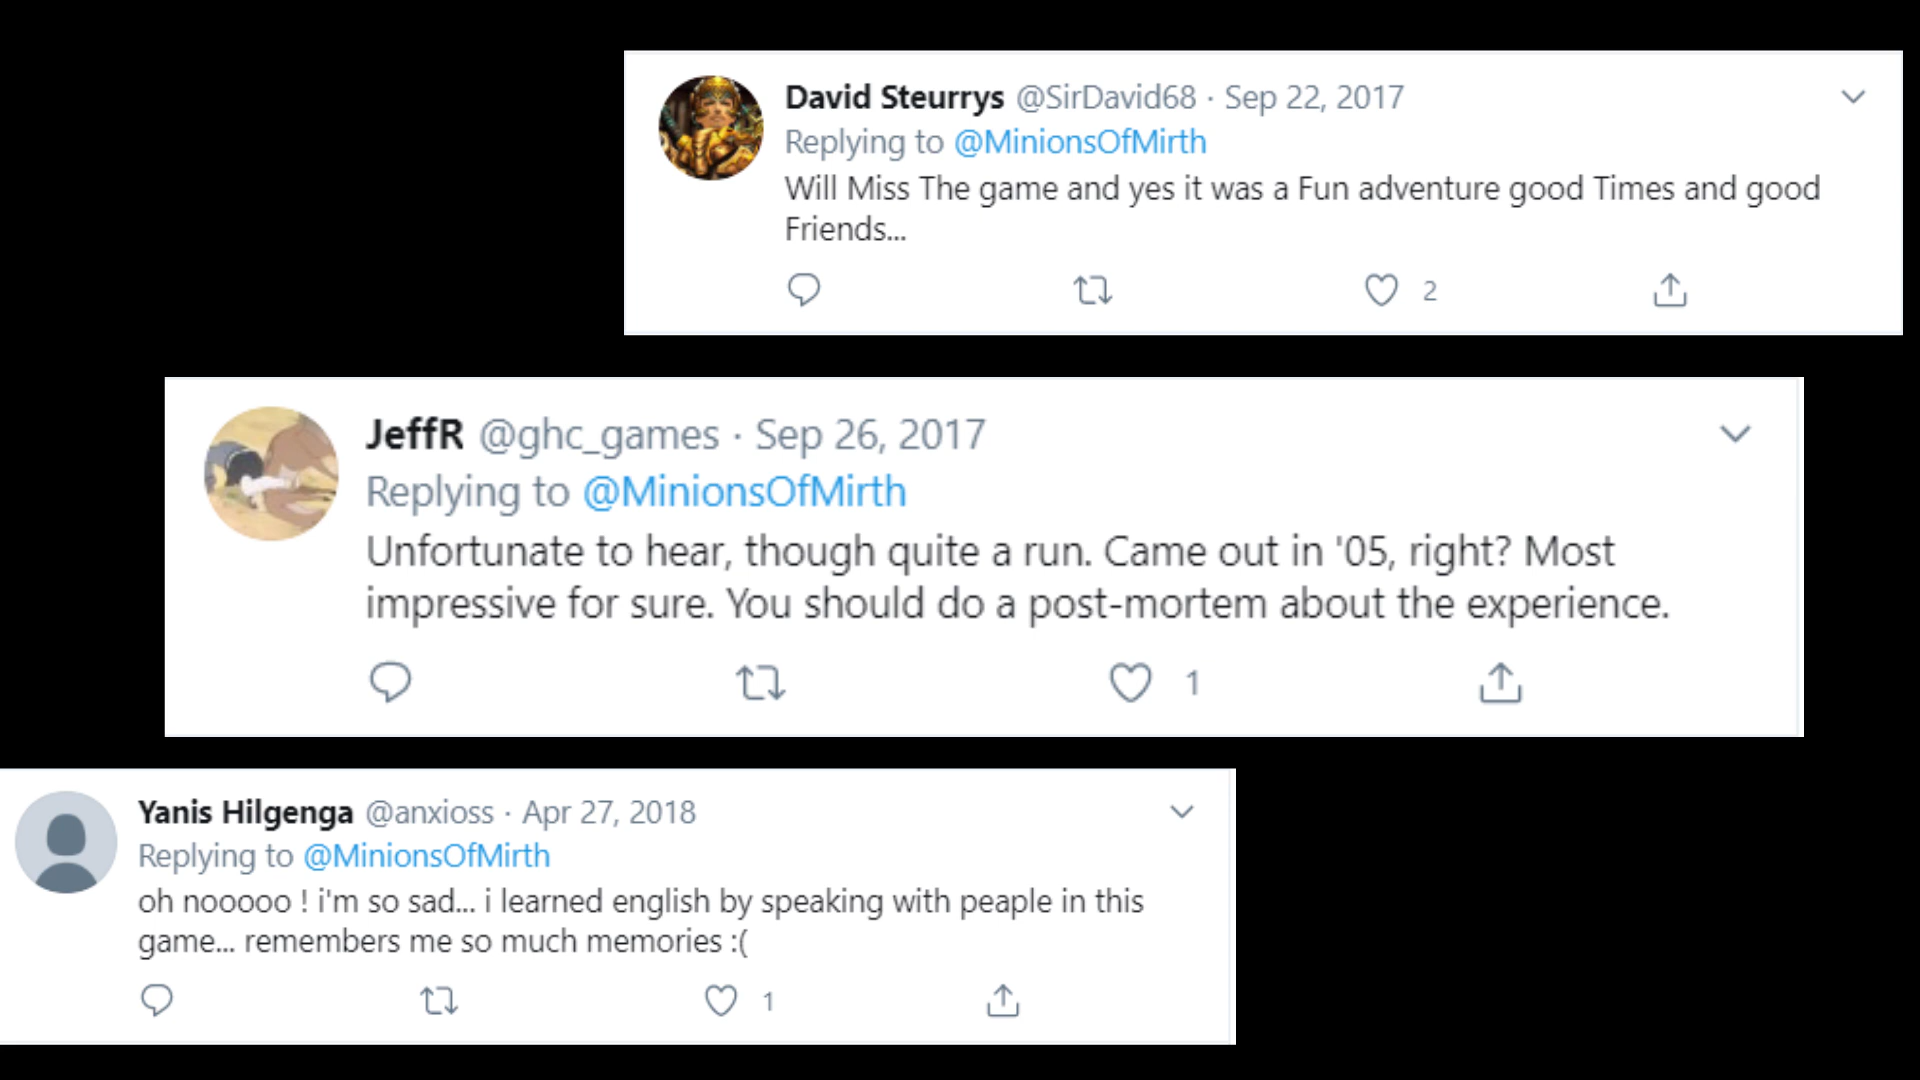 David Steurrys @SirDavid68 · Sep 22, 2017
Replying to @MinionsOfMirth
Will Miss The game and yes it was a Fun adventure good Times and good
Friends...
2
JeffR @ghc_games · Sep 26, 2017
Replying to @MinionsOfMirth
Unfortunate to hear, though quite a run. Came out in '05, right? Most
impressive for sure. You should do a post-mortem about the experience.
1
Yanis Hilgenga @anxioss · Apr 27, 2018
Replying to @MinionsOfMirth
oh nooooo ! i'm so sad... i learned english by speaking with peaple in this
game... remembers me so much memories :(
1